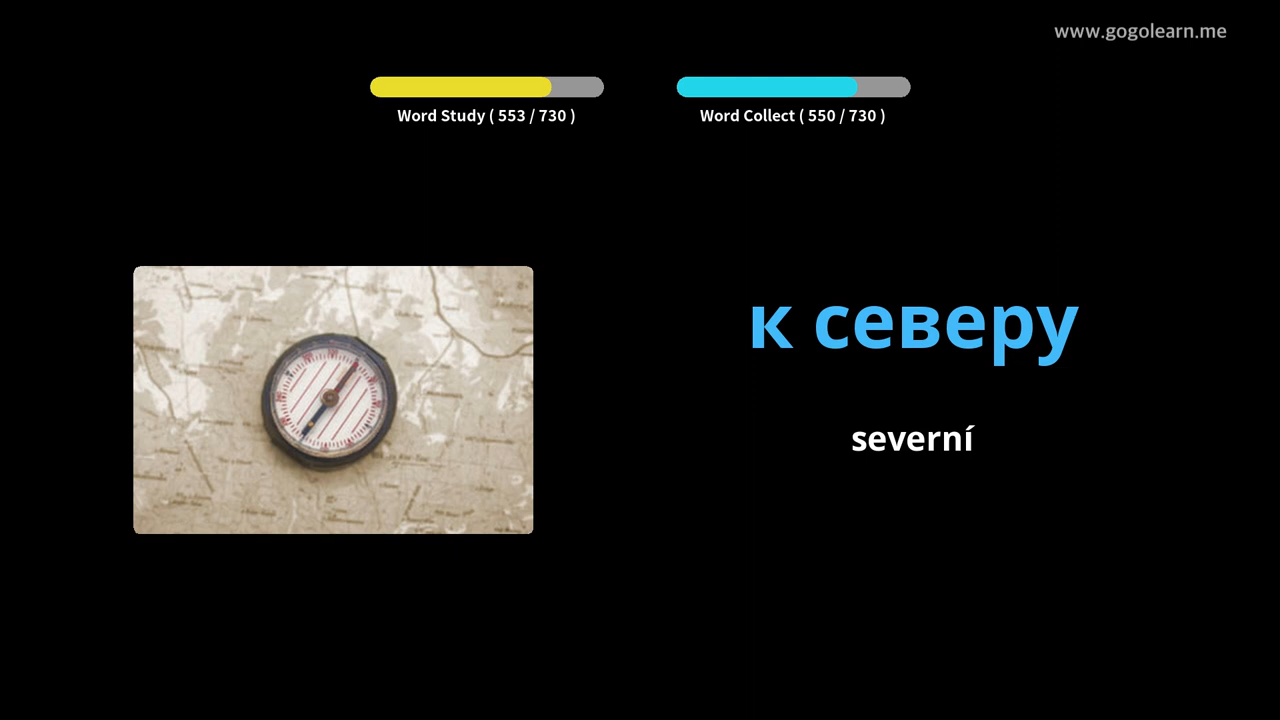 www.gogolearn.me
Word Study ( 553 / 730 )
Word Collect ( 550 / 730 )
к северу
severní